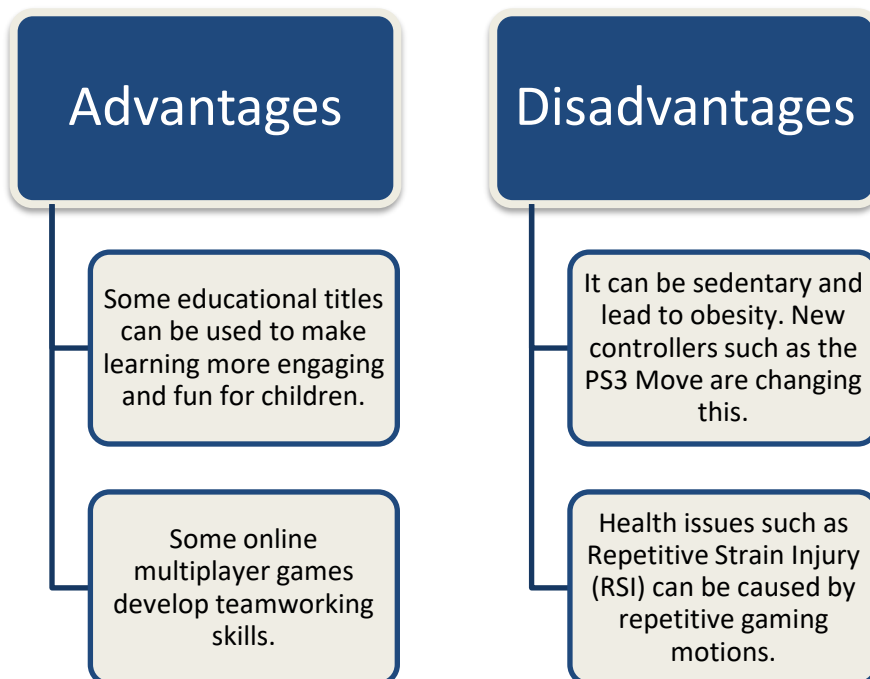 Advantages
Some educational titles
can be used to make
learning more engaging
and fun for children.
Some online
multiplayer games
develop teamworking
skills.
Disadvantages
It can be sedentary and
lead to obesity. New
controllers such as the
PS3 Move are changing
this.
Health issues such as
Repetitive Strain Injury
(RSI) can be caused by
repetitive gaming
motions.